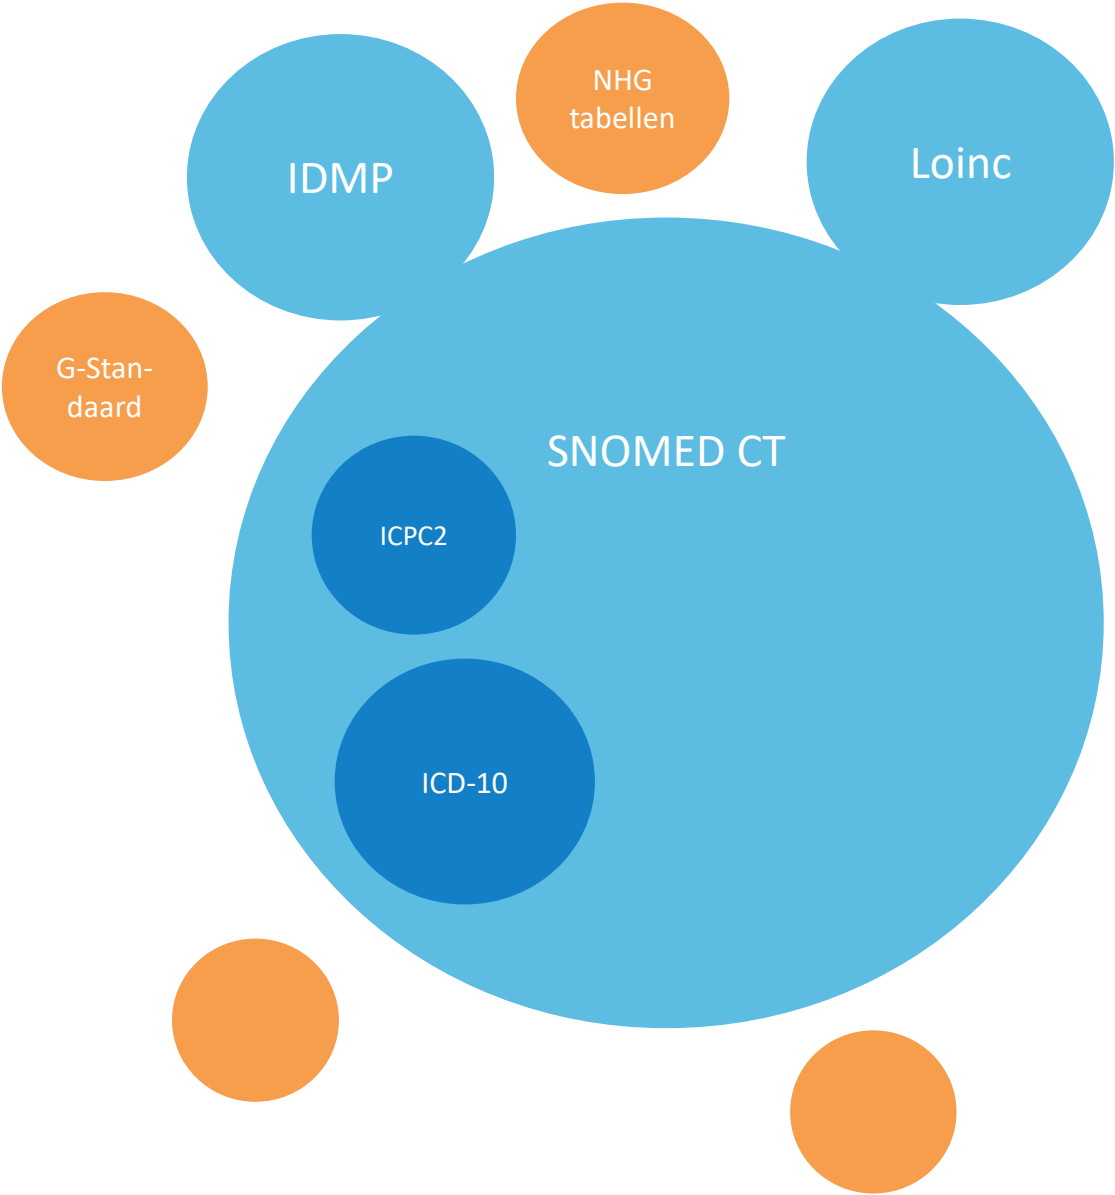 NHG
tabellen
IDMP
Loinc
G-Stan-
daard
SNOMED CT
ICPC2
ICD-10